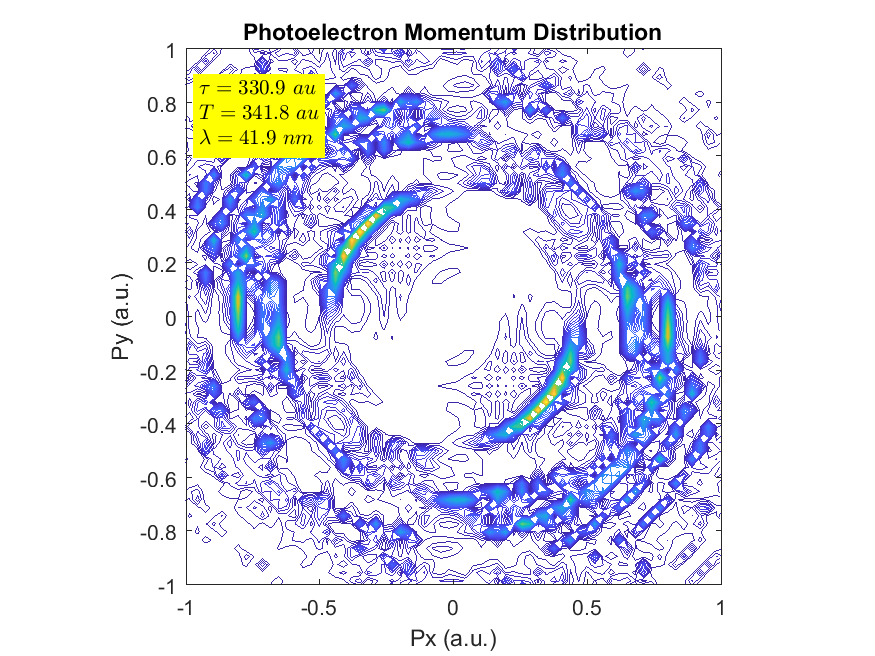 Photoelectron Momentum Distribution
τ = 330.9 au
T = 341.8 au
λ = 41.9 nm
1
0.8
0.6
0.4
0.2
0
-0.2
-0.4
-0.6
-0.8
-1
Py (a.u.)
-1 -0.5 0 0.5 1
Px (a.u.)